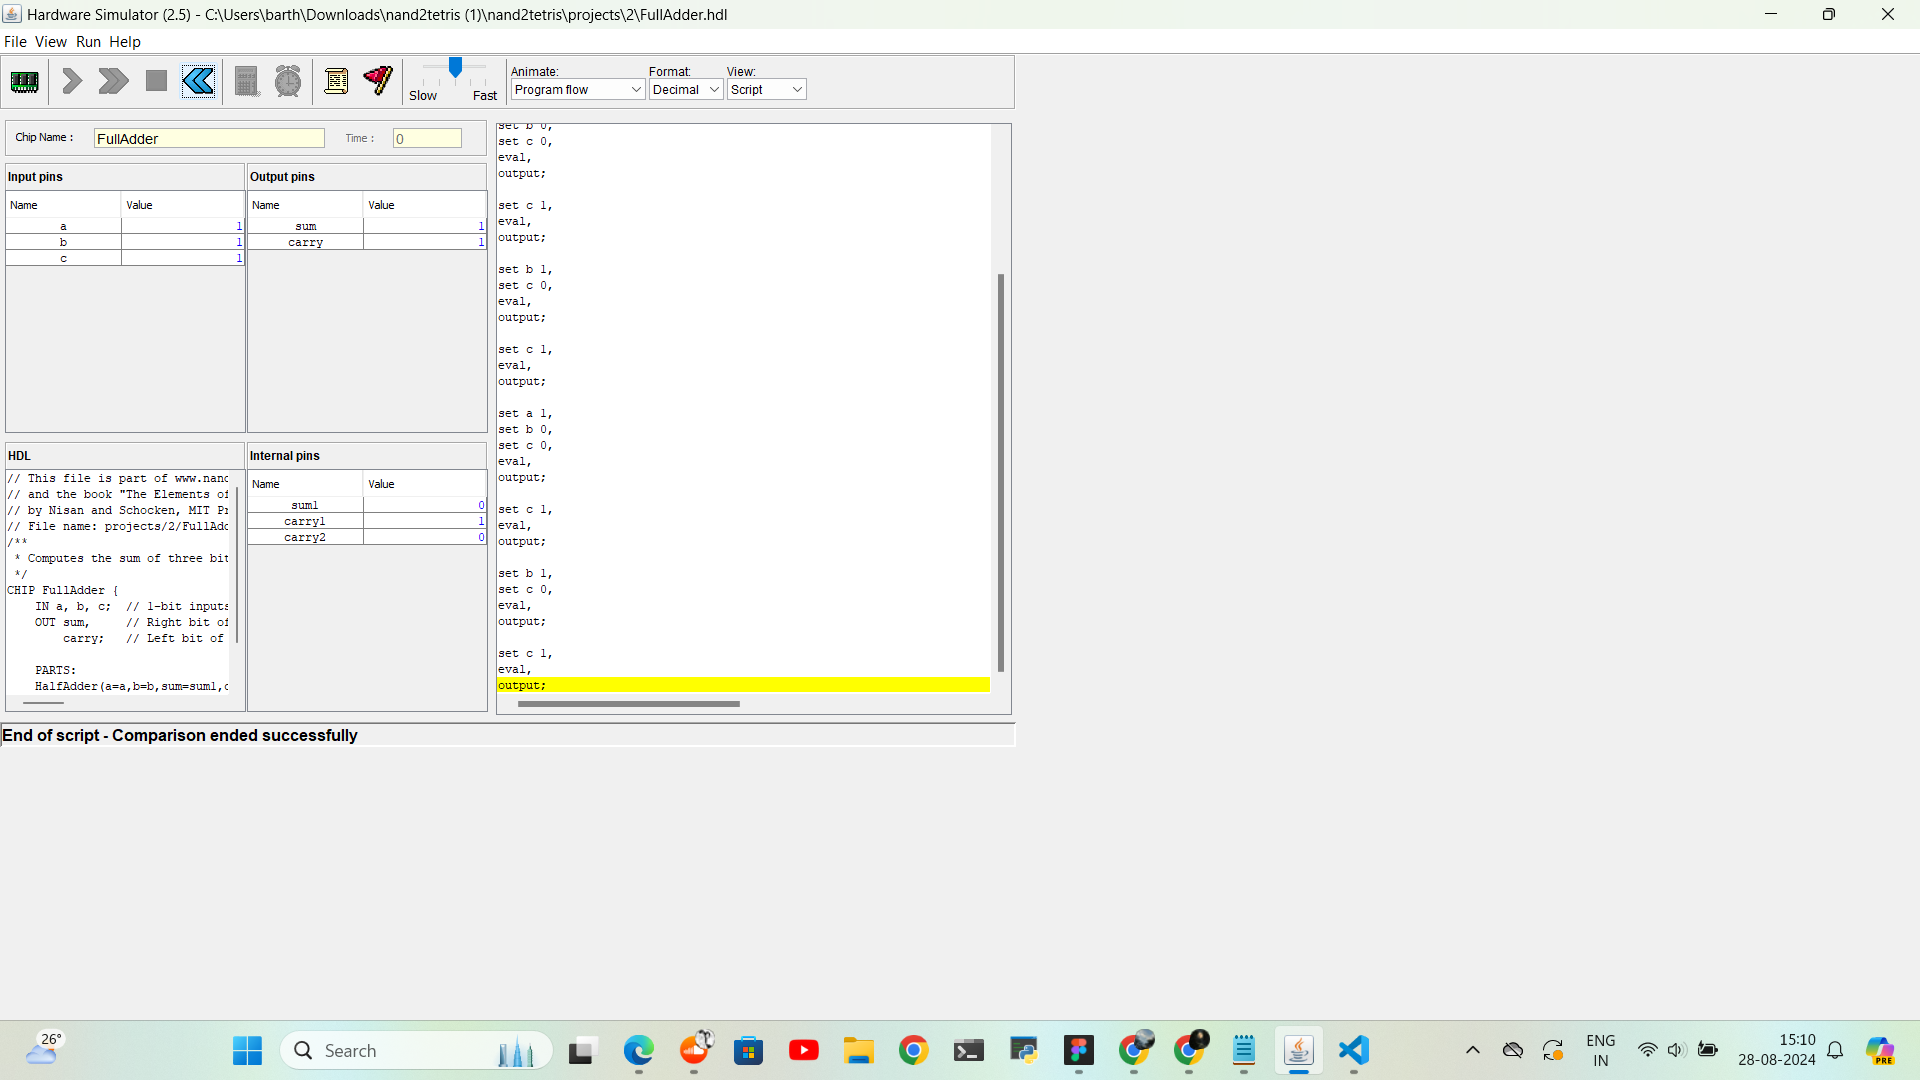 Hardware Simulator (2.5) - C:\Users\barth\Downloads\nand2tetris (1)\nand2tetris\projects\2\FullAdder.hdl
File View Run Help
Slow Fast
Animate:
Program flow
Format:
Decimal
View:
Script
Chip Name :
FullAdder
Time :
0
Input pins
Name Value
a 1
b 1
c 1
Output pins
Name Value
sum 1
carry 1
HDL
// This file is part of www.nand
// and the book "The Elements of
// by Nisan and Schocken, MIT Pr
// File name: projects/2/FullAdd
/**
* Computes the sum of three bit
*/
CHIP FullAdder {
IN a, b, c; // 1-bit inputs
OUT sum, // Right bit of
carry; // Left bit of
PARTS:
HalfAdder(a=a,b=b,sum=sum1,c
Internal pins
Name Value
sum1 0
carry1 1
carry2 0
set b 0,
set c 0,
eval,
output;
set c 1,
eval,
output;
set b 1,
set c 0,
eval,
output;
set c 1,
eval,
output;
set a 1,
set b 0,
set c 0,
eval,
output;
set c 1,
eval,
output;
set b 1,
set c 0,
eval,
output;
set c 1,
eval,
output;
End of script - Comparison ended successfully
26°
Search
ENG
IN
15:10
28-08-2024
PRE